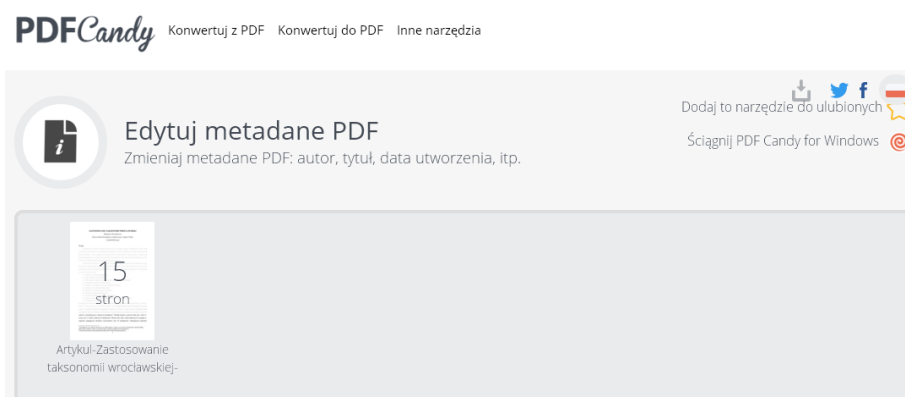 PDFCandy
Konwertuj z PDF
Konwertuj do PDF
Inne narzędzia
Dodaj to narzędzie do ulubionych
Edytuj metadane PDF
Ściągnij PDF Candy for Windows
Zmieniaj metadane PDF: autor, tytuł, data utworzenia, itp.
15
stron
Artykul-Zastosowanie
taksonomii wrocławskiej-